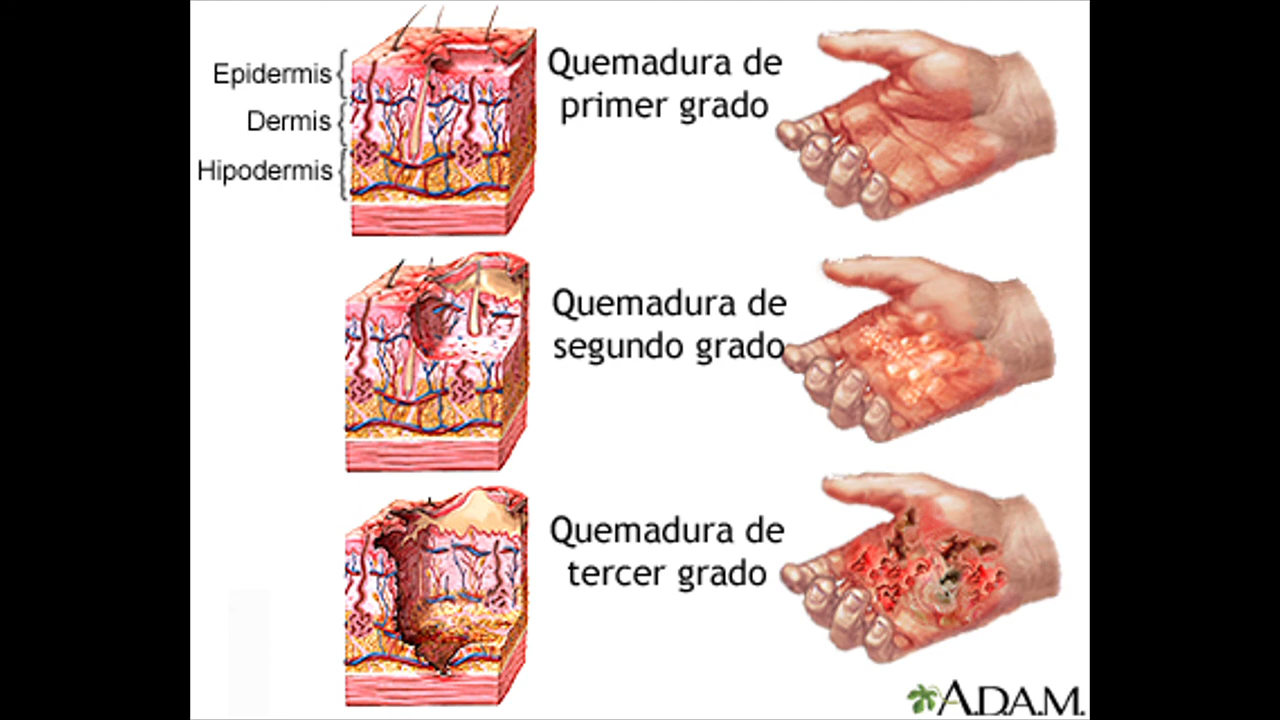 Epidermis
Dermis
Hipodermis
Quemadura de
primer grado
Quemadura de
segundo grado
Quemadura de
tercer grado
A.D.A.M.